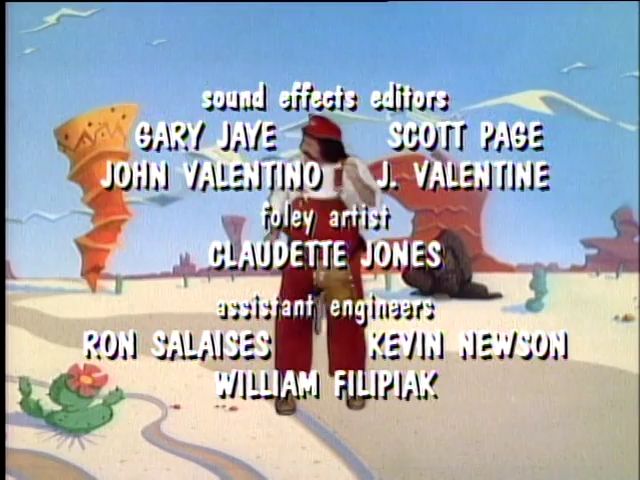 sound effects editors
GARY JAYE SCOTT PAGE
JOHN VALENTINO J. VALENTINE
foley artist
CLAUDETTE JONES
assistant engineers
RON SALAISES KEVIN NEWSON
WILLIAM FILIPIAK